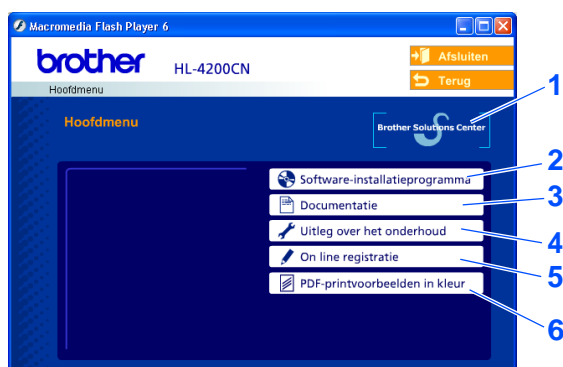 Macromedia Flash Player 6
brother
HL-4200CN
Afsluiten
Terug
Hoofdmenu
Hoofdmenu
Brother Solutions Center
1
Software-installatieprogramma
2
Documentatie
3
Uitleg over het onderhoud
4
On line registratie
5
PDF-printvoorbeelden in kleur
6